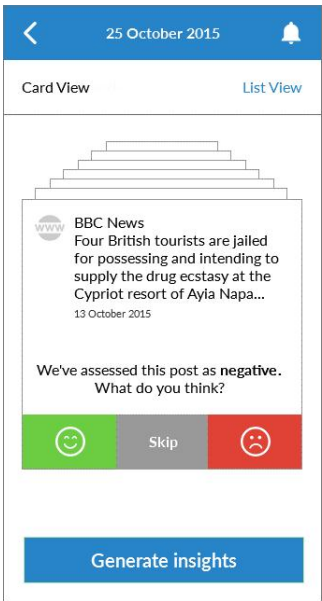 25 October 2015
Card View
List View
www
BBC News
Four British tourists are jailed
for possessing and intending to
supply the drug ecstasy at the
Cypriot resort of Ayia Napa...
13 October 2015
We've assessed this post as negative.
What do you think?
Skip
Generate insights